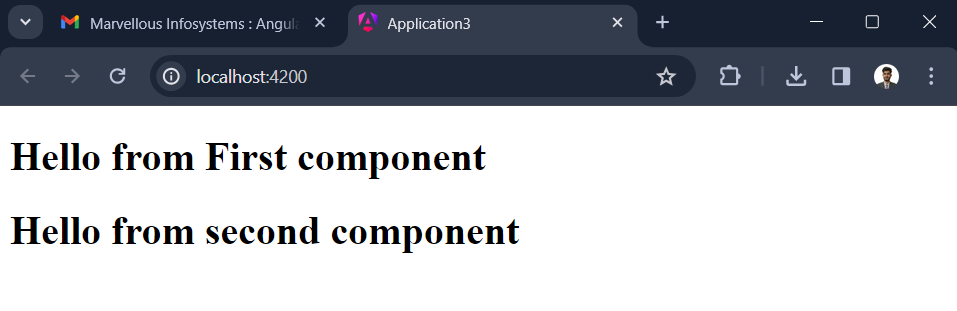 Marvellous Infosystems : Angula
Application3
localhost:4200
Hello from First component
Hello from second component